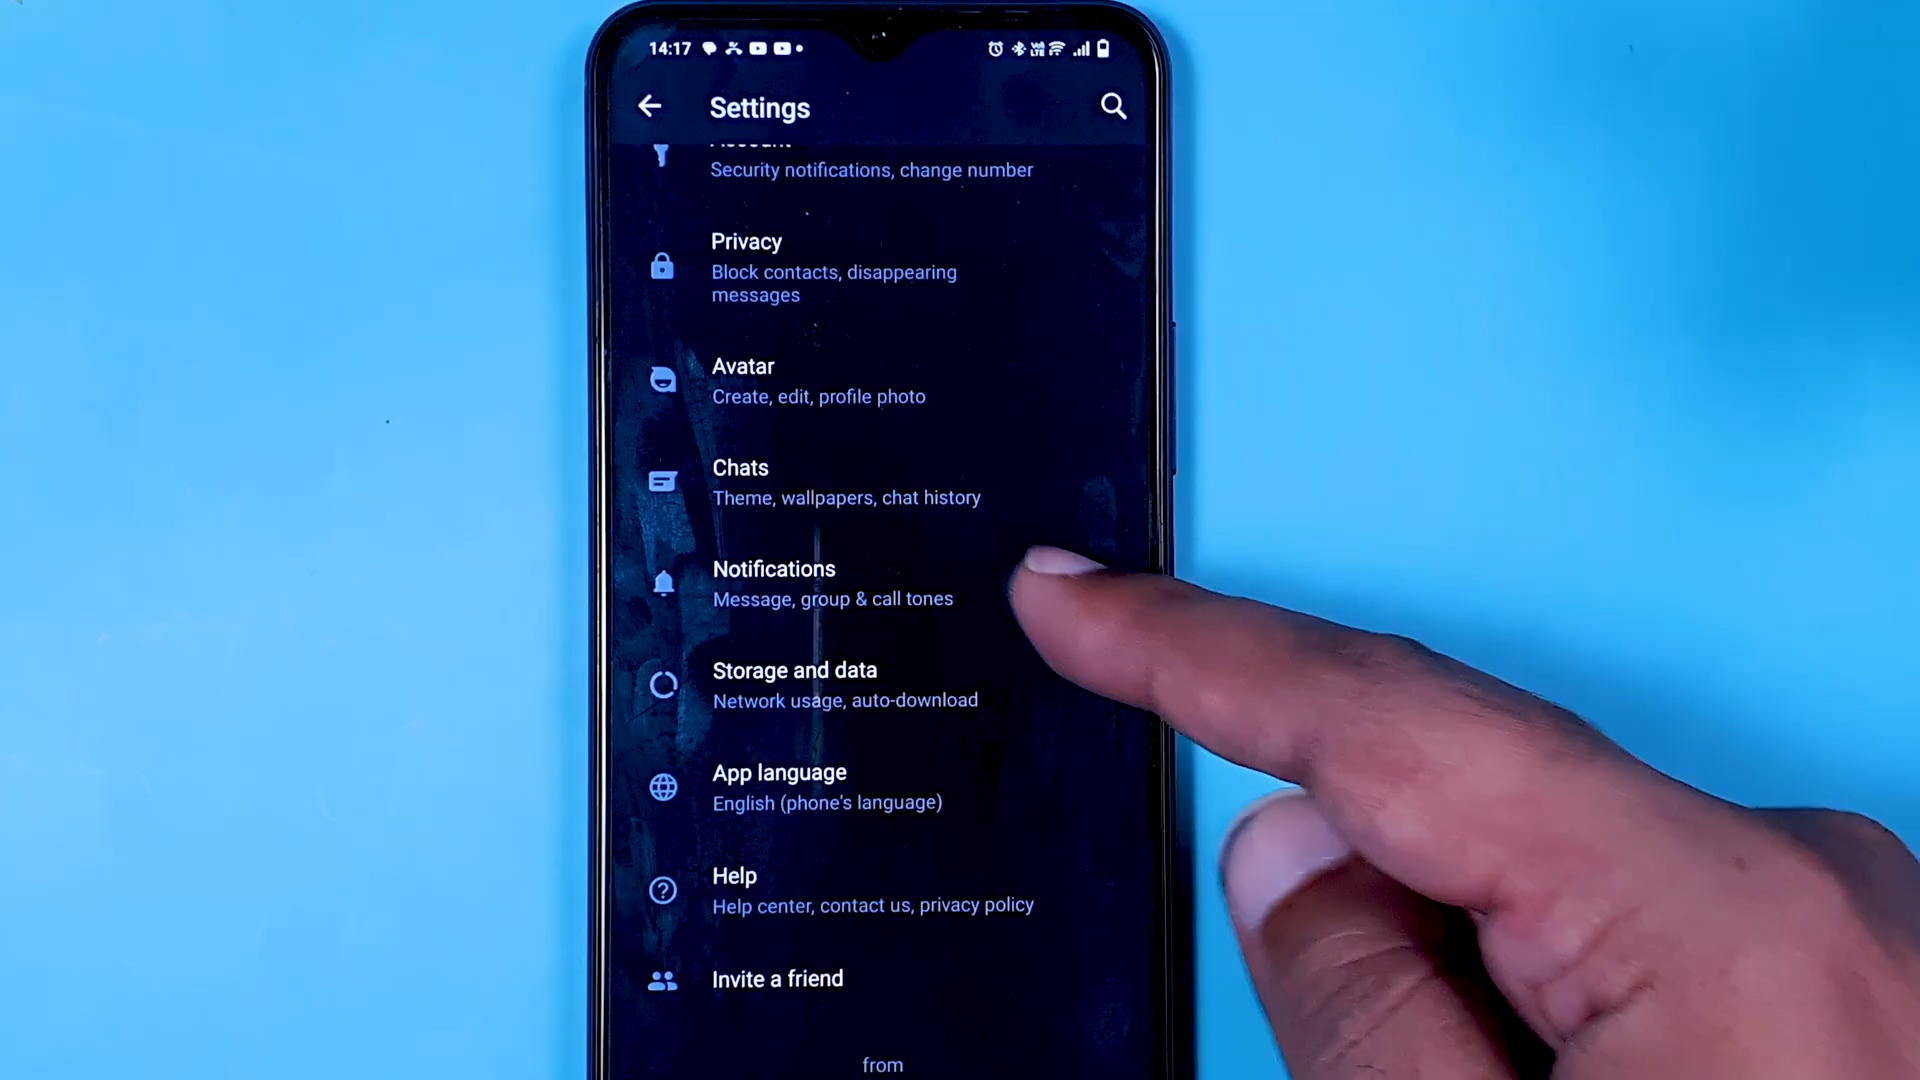 14:17
Settings
Account
Security notifications, change number
Privacy
Block contacts, disappearing
messages
Avatar
Create, edit, profile photo
Chats
Theme, wallpapers, chat history
Notifications
Message, group & call tones
Storage and data
Network usage, auto-download
App language
English (phone's language)
Help
Help center, contact us, privacy policy
Invite a friend
from